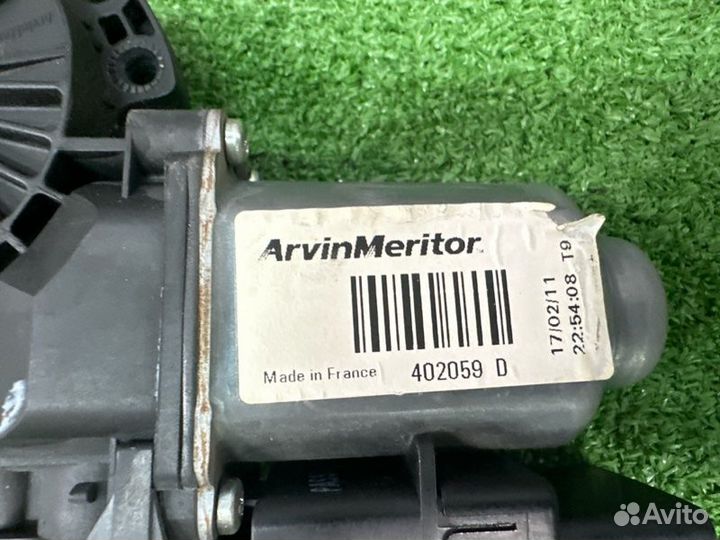 ArvinMeritor
Made in France
402059 D
17/02/11
22:54:08 T9
Avito